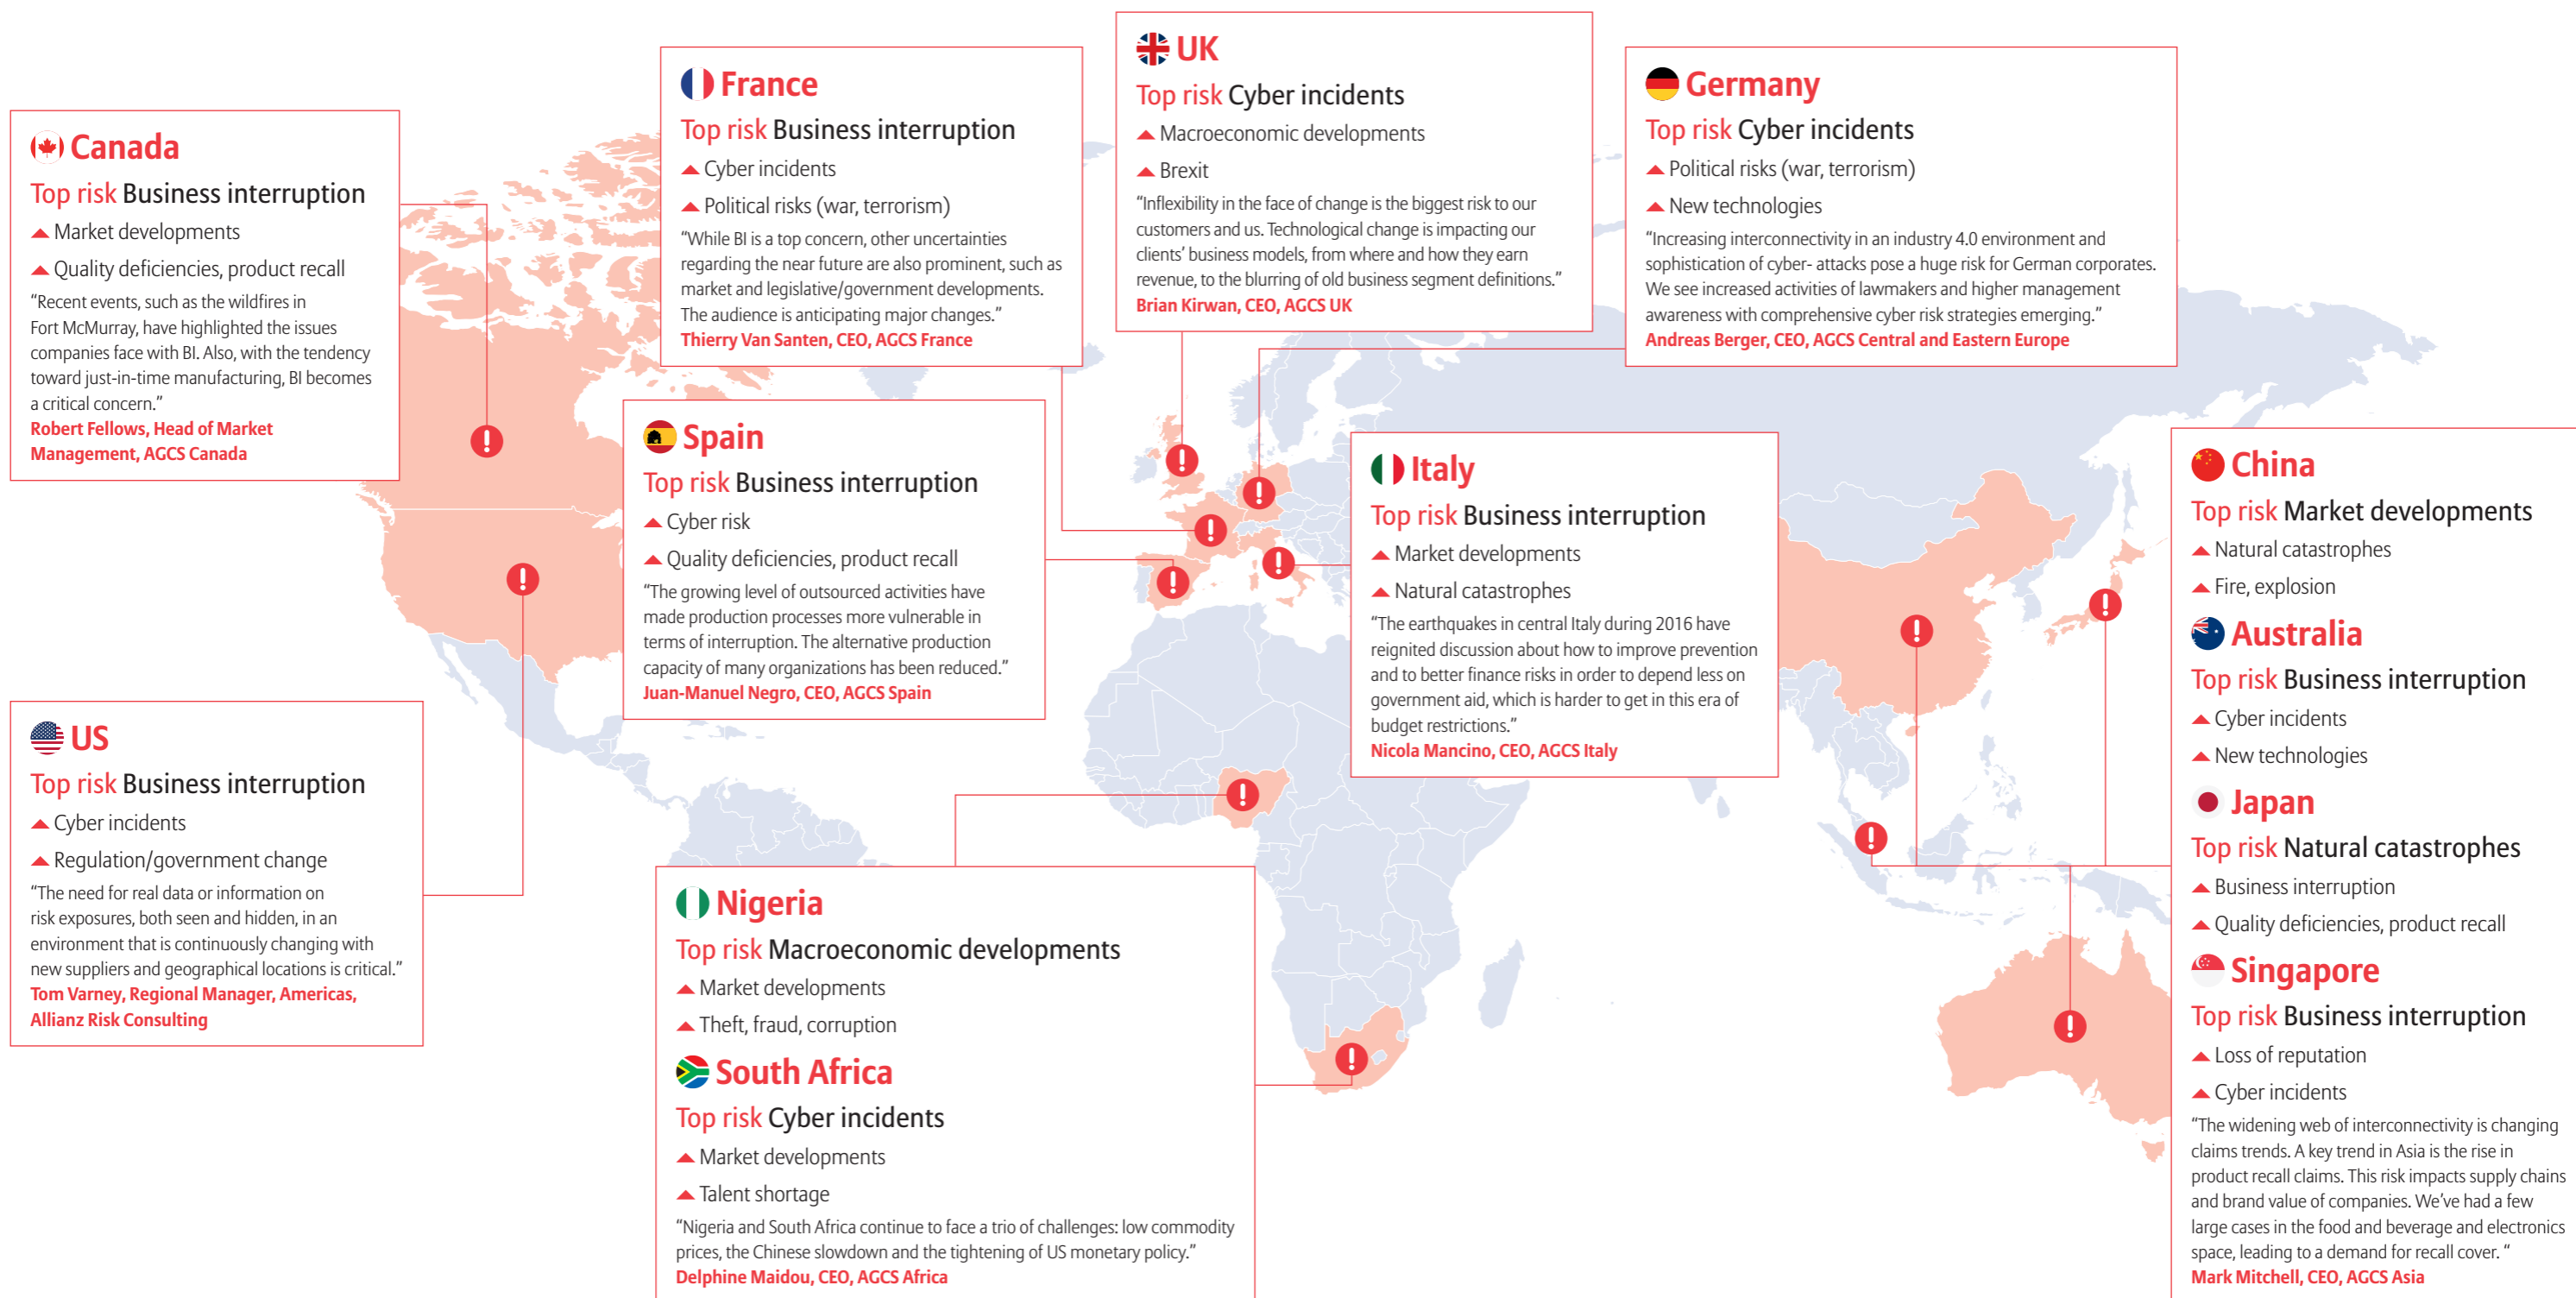 Canada
Top risk Business interruption
Market developments
Quality deficiencies, product recall
“Recent events, such as the wildfires in
Fort McMurray, have highlighted the issues
companies face with BI. Also, with the tendency
toward just-in-time manufacturing, BI becomes
a critical concern.”
Robert Fellows, Head of Market
Management, AGCS Canada
US
Top risk Business interruption
Cyber incidents
Regulation/government change
“The need for real data or information on
risk exposures, both seen and hidden, in an
environment that is continuously changing with
new suppliers and geographical locations is critical.”
Tom Varney, Regional Manager, Americas,
Allianz Risk Consulting
France
Top risk Business interruption
Cyber incidents
Political risks (war, terrorism)
“While BI is a top concern, other uncertainties
regarding the near future are also prominent, such as
market and legislative/government developments.
The audience is anticipating major changes.”
Thierry Van Santen, CEO, AGCS France
Spain
Top risk Business interruption
Cyber risk
Quality deficiencies, product recall
“The growing level of outsourced activities have
made production processes more vulnerable in
terms of interruption. The alternative production
capacity of many organizations has been reduced.”
Juan-Manuel Negro, CEO, AGCS Spain
Nigeria
Top risk Macroeconomic developments
Market developments
Theft, fraud, corruption
South Africa
Top risk Cyber incidents
Market developments
Talent shortage
“Nigeria and South Africa continue to face a trio of challenges: low commodity
prices, the Chinese slowdown and the tightening of US monetary policy.”
Delphine Maidou, CEO, AGCS Africa
UK
Top risk Cyber incidents
Macroeconomic developments
Brexit
“Inflexibility in the face of change is the biggest risk to our
customers and us. Technological change is impacting our
clients’ business models, from where and how they earn
revenue, to the blurring of old business segment definitions.”
Brian Kirwan, CEO, AGCS UK
Germany
Top risk Cyber incidents
Political risks (war, terrorism)
New technologies
“Increasing interconnectivity in an industry 4.0 environment and
sophistication of cyber- attacks pose a huge risk for German corporates.
We see increased activities of lawmakers and higher management
awareness with comprehensive cyber risk strategies emerging.”
Andreas Berger, CEO, AGCS Central and Eastern Europe
Italy
Top risk Business interruption
Market developments
Natural catastrophes
“The earthquakes in central Italy during 2016 have
reignited discussion about how to improve prevention
and to better finance risks in order to depend less on
government aid, which is harder to get in this era of
budget restrictions.”
Nicola Mancino, CEO, AGCS Italy
China
Top risk Market developments
Natural catastrophes
Fire, explosion
Australia
Top risk Business interruption
Cyber incidents
New technologies
Japan
Top risk Natural catastrophes
Business interruption
Quality deficiencies, product recall
Singapore
Top risk Business interruption
Loss of reputation
Cyber incidents
“The widening web of interconnectivity is changing
claims trends. A key trend in Asia is the rise in
product recall claims. This risk impacts supply chains
and brand value of companies. We’ve had a few
large cases in the food and beverage and electronics
space, leading to a demand for recall cover. “
Mark Mitchell, CEO, AGCS Asia